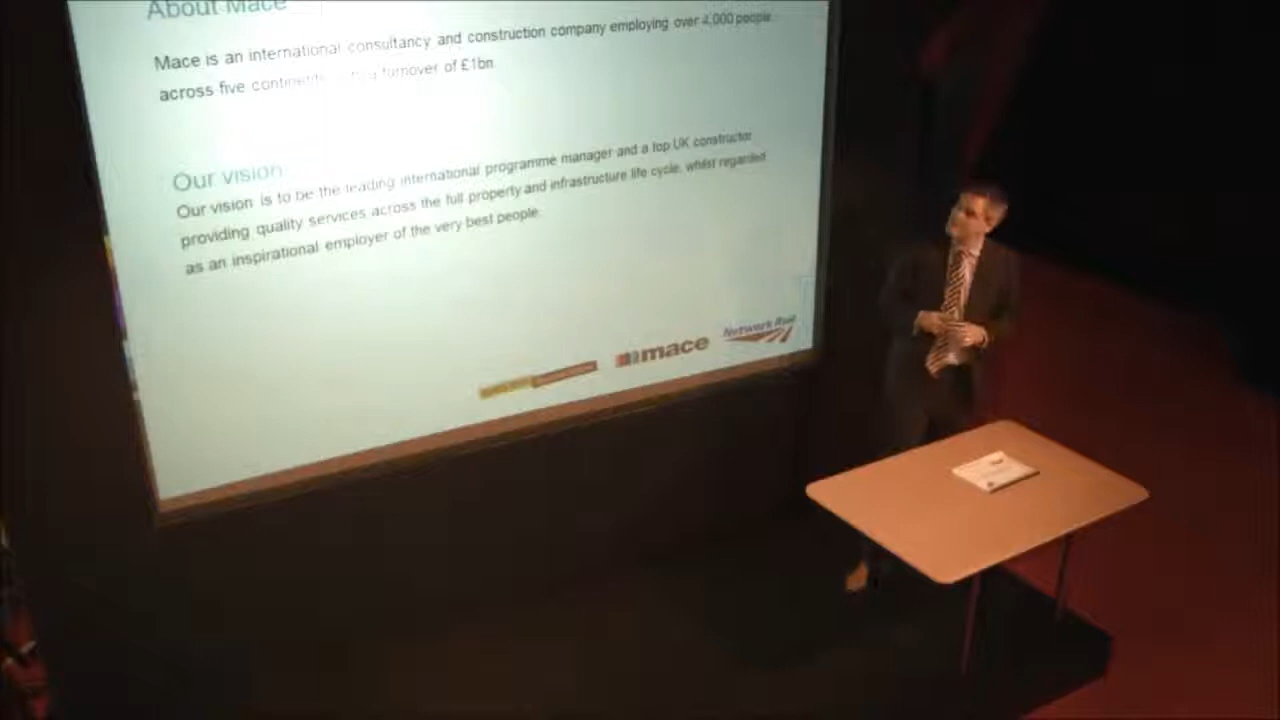 About Mace
Mace is an international consultancy and construction company employing over 4,000 people
across five continents turnover of £1bn
Our vision
Our vision is to be the leading international programme manager and a top UK constructor
providing quality services across the full property and infrastructure life cycle, whilst regarded
as an inspirational employer of the very best people.
mace
Network Rail